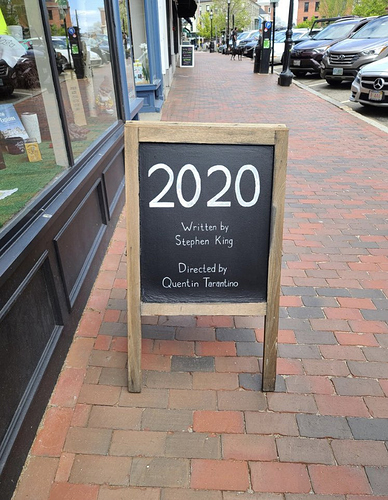 2020
Written by
Stephen King
Directed by
Quentin Tarantino